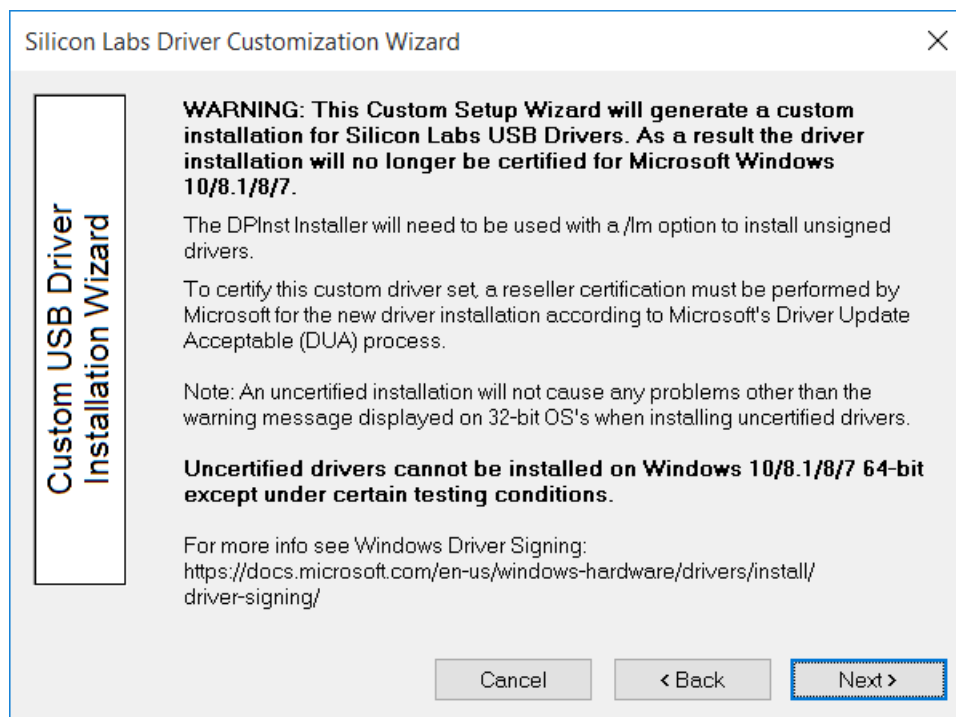 Silicon Labs Driver Customization Wizard
Custom USB Driver
Installation Wizard
WARNING: This Custom Setup Wizard will generate a custom
installation for Silicon Labs USB Drivers. As a result the driver
installation will no longer be certified for Microsoft Windows
10/8.1/8/7.
The DPInst Installer will need to be used with a /lm option to install unsigned
drivers.
To certify this custom driver set, a reseller certification must be performed by
Microsoft for the new driver installation according to Microsoft's Driver Update
Acceptable (DUA) process.
Note: An uncertified installation will not cause any problems other than the
warning message displayed on 32-bit OS's when installing uncertified drivers.
Uncertified drivers cannot be installed on Windows 10/8.1/8/7 64-bit
except under certain testing conditions.
For more info see Windows Driver Signing:
https://docs.microsoft.com/en-us/windows-hardware/drivers/install/
driver-signing/
Cancel
< Back
Next >